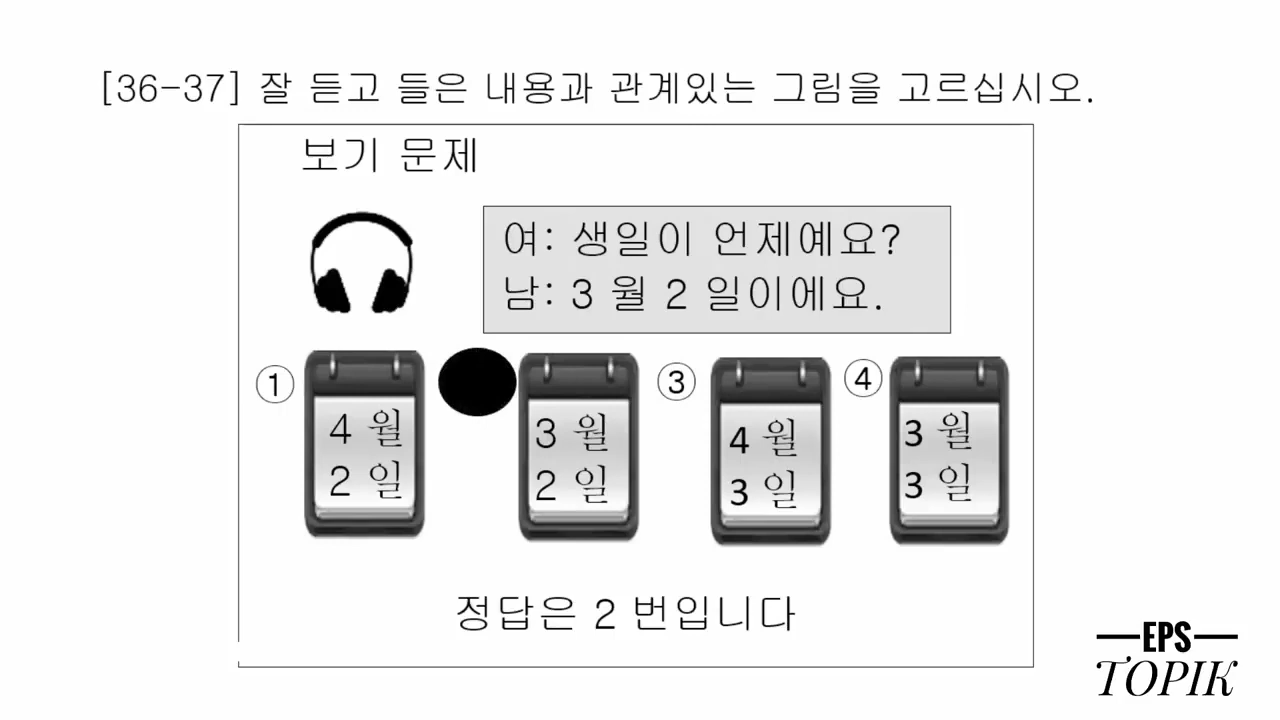 [36-37] 잘 듣고 들은 내용과 관계있는 그림을 고르십시오.
보기 문제
여: 생일이 언제예요?
남: 3 월 2 일이에요.
① 4 월
2 일
3 월
2 일
③ 4 월
3 일
④ 3 월
3 일
정답은 2 번입니다
EPS
TOPIK